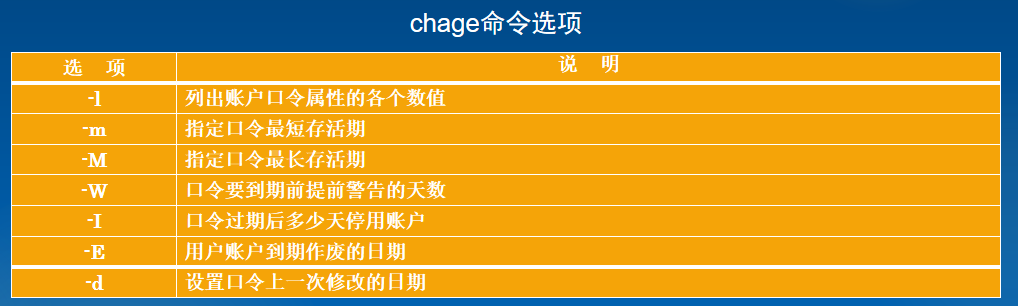 chage命令选项
选 项 说 明
-l 列出账户口令属性的各个数值
-m 指定口令最短存活期
-M 指定口令最长存活期
-W 口令要到期前提前警告的天数
-I 口令过期后多少天停用账户
-E 用户账户到期作废的日期
-d 设置口令上一次修改的日期